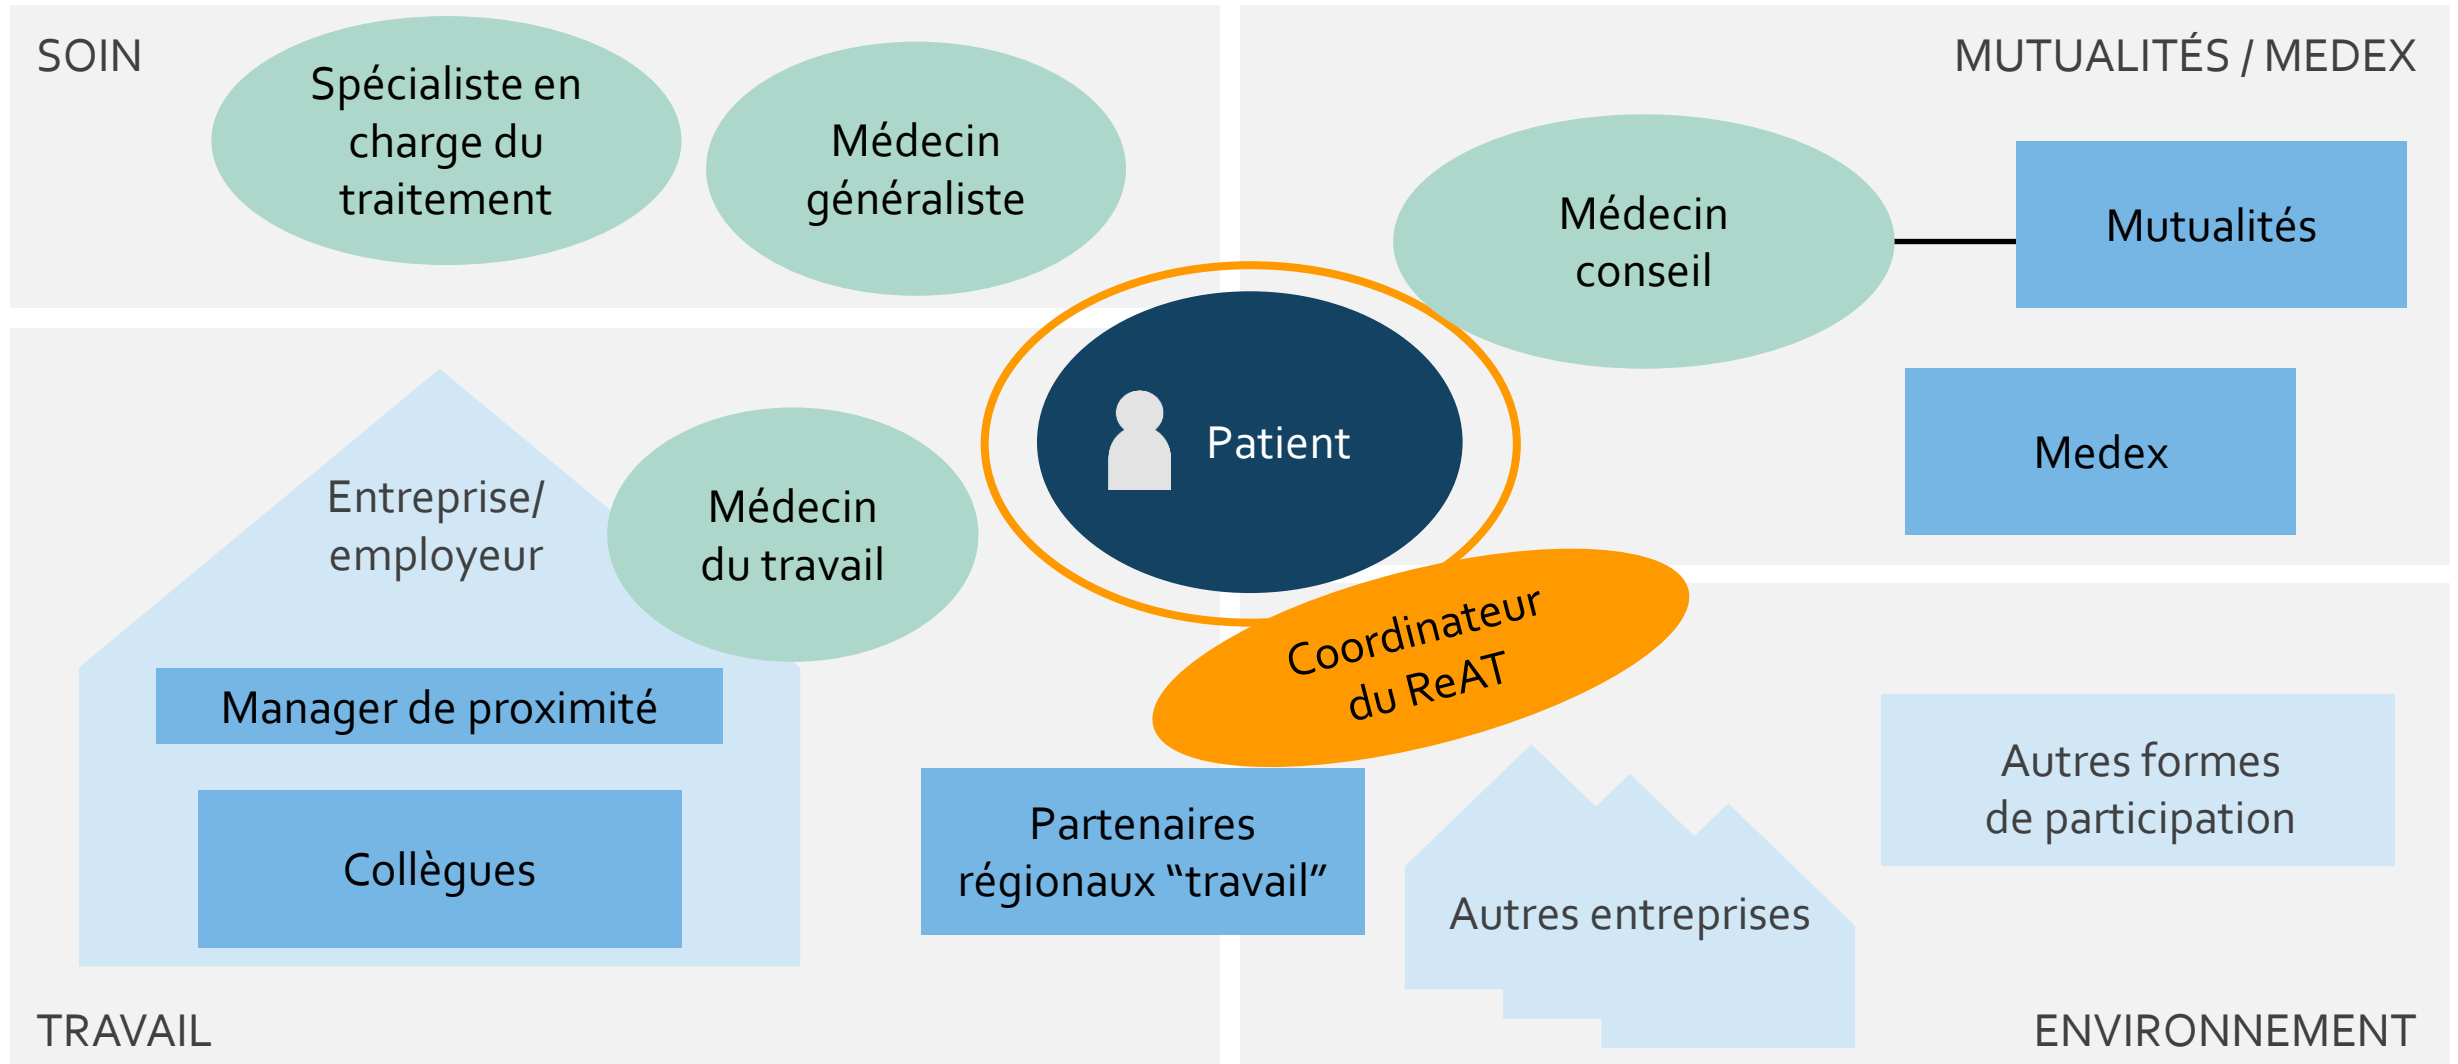 SOIN
Spécialiste en
charge du
traitement
Médecin
généraliste
MUTUALITÉS / MEDEX
Médecin
conseil
Mutualités
Medex
Patient
Entreprise/
employeur
Médecin
du travail
Manager de proximité
Collègues
TRAVAIL
Coordinateur
du ReAT
Partenaires
régionaux “travail”
Autres entreprises
Autres formes
de participation
ENVIRONNEMENT